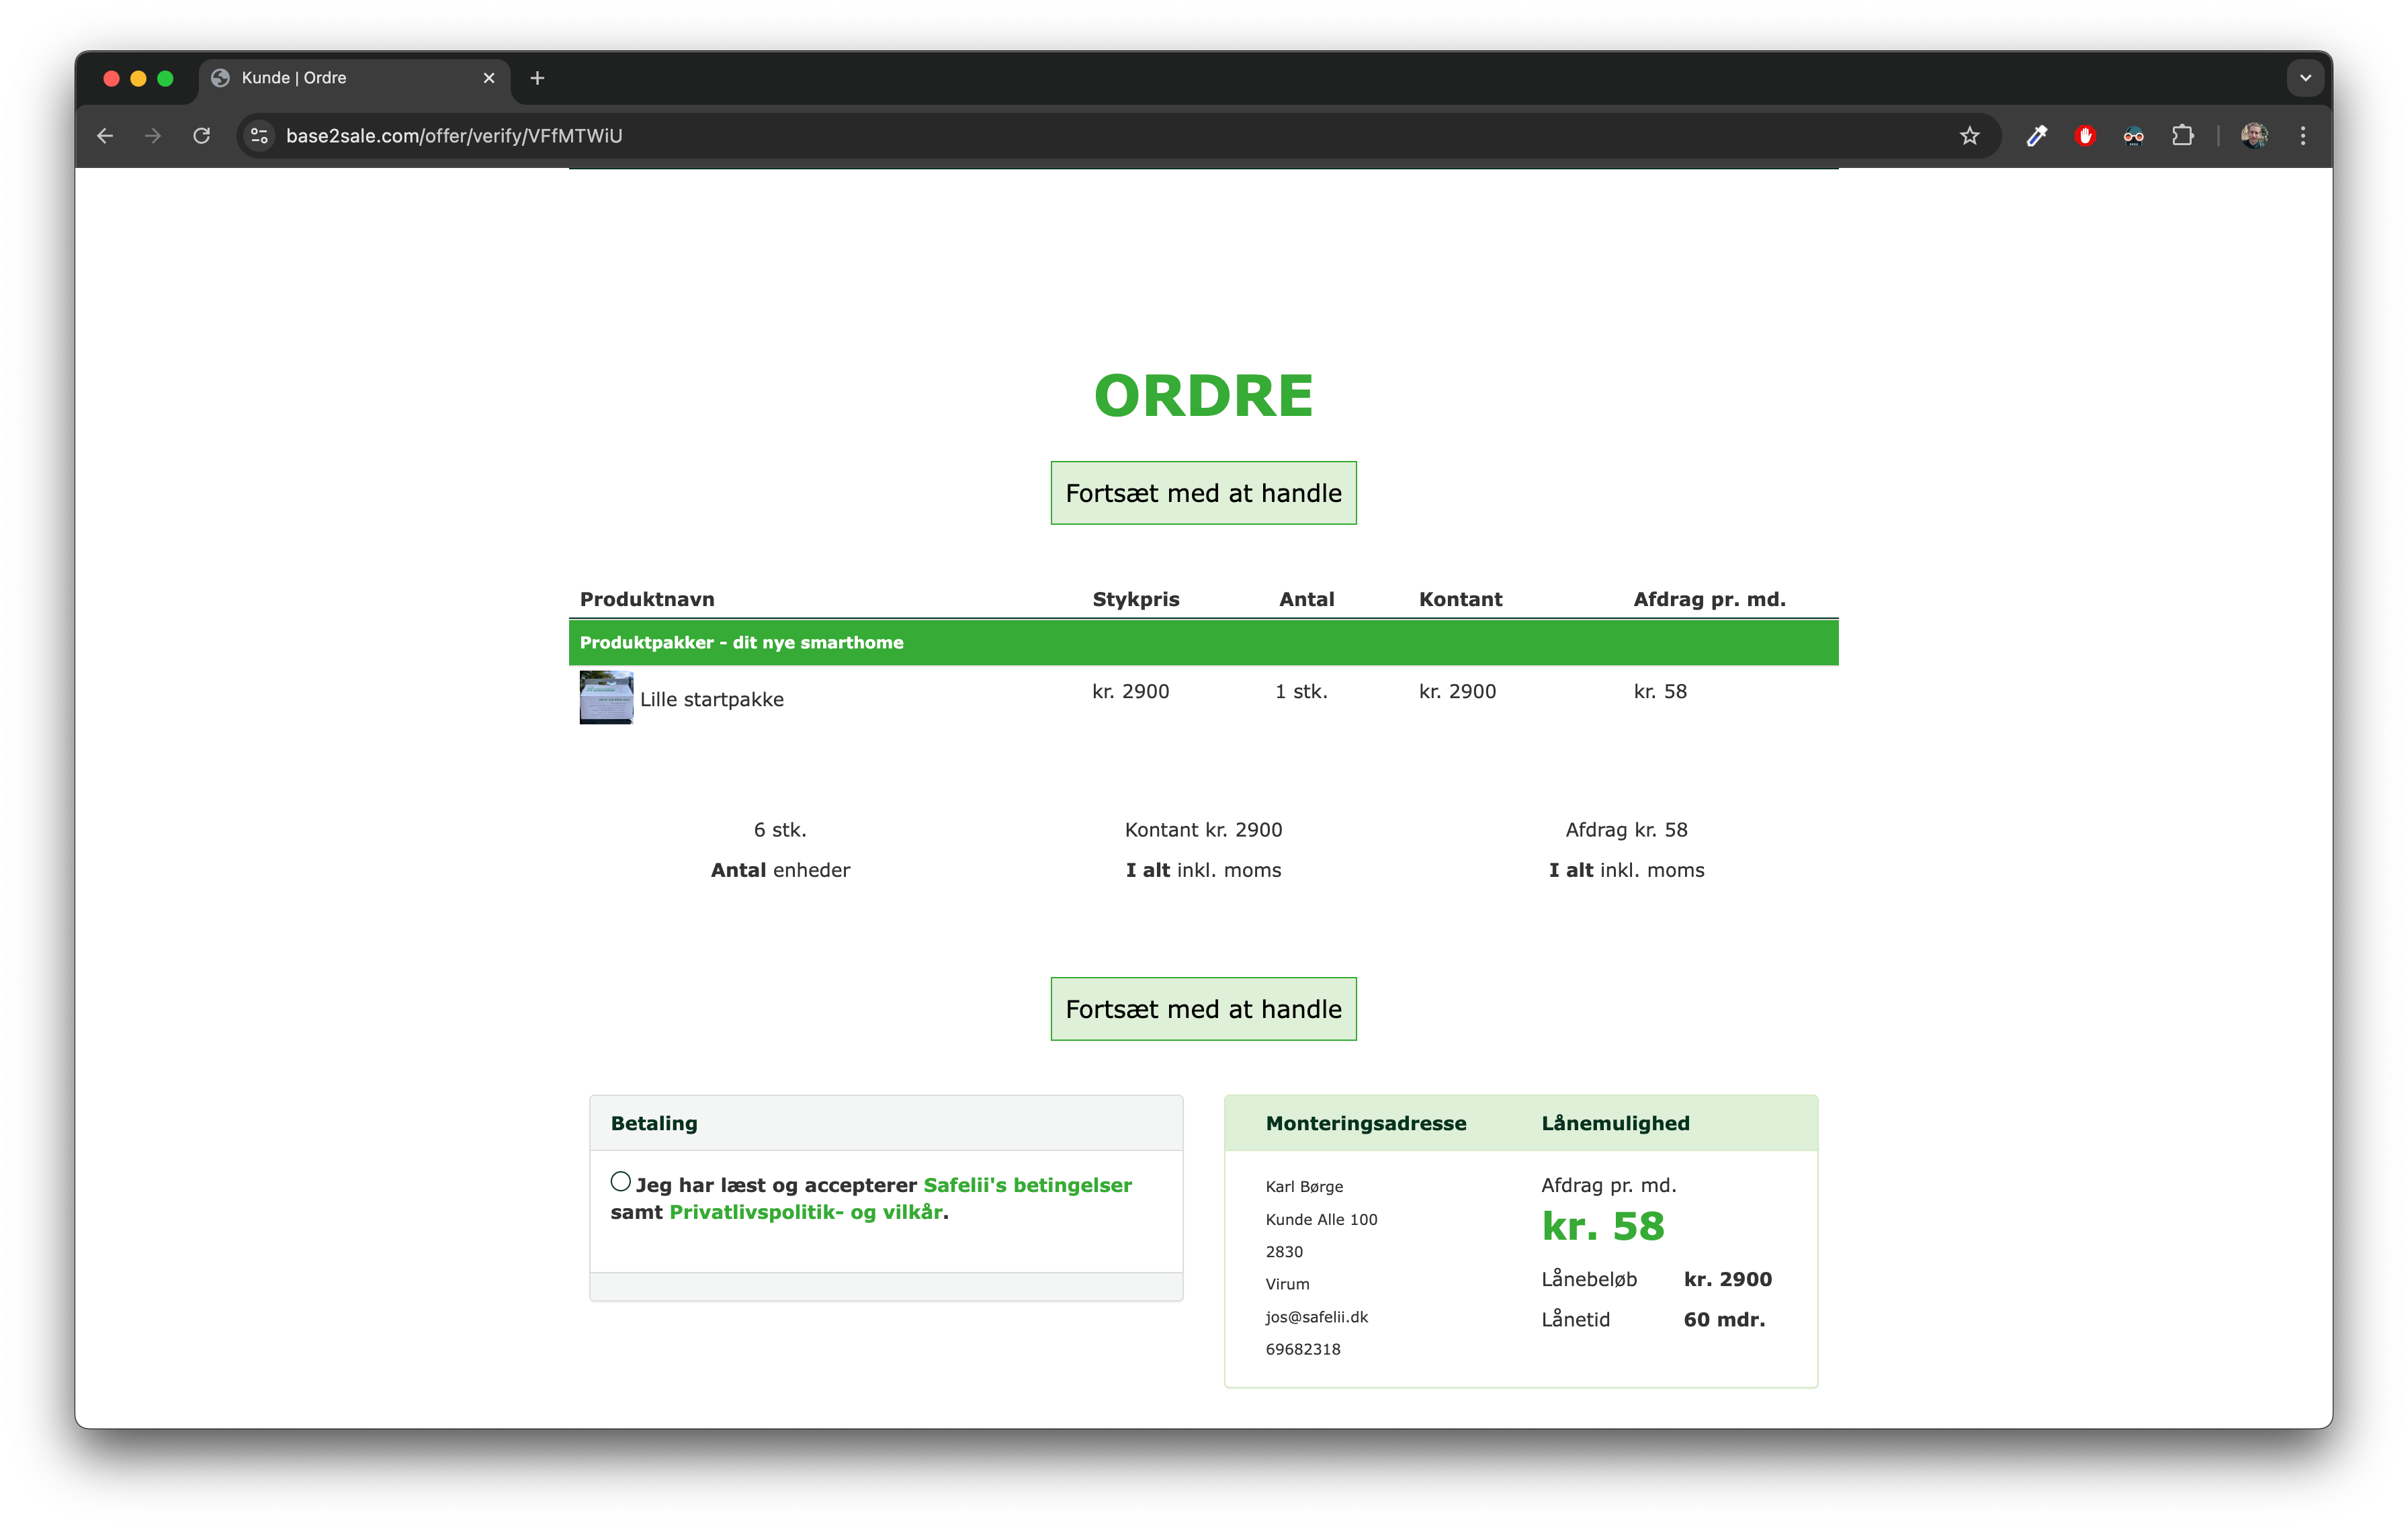 Kunde | Ordre
base2sale.com/offer/verify/VFfMTWiU
ORDRE
Fortsæt med at handle
Produktnavn Stykpris Antal Kontant Afdrag pr. md.
Produktpakker - dit nye smarthome
Lille startpakke kr. 2900 1 stk. kr. 2900 kr. 58
6 stk. Kontant kr. 2900 Afdrag kr. 58
Antal enheder I alt inkl. moms I alt inkl. moms
Fortsæt med at handle
Betaling
Jeg har læst og accepterer Safelii's betingelser
samt Privatlivspolitik- og vilkår.
Monteringsadresse
Karl Børge
Kunde Alle 100
2830
Virum
jos@safelii.dk
69682318
Lånemulighed
Afdrag pr. md.
kr. 58
Lånebeløb kr. 2900
Lånetid 60 mdr.